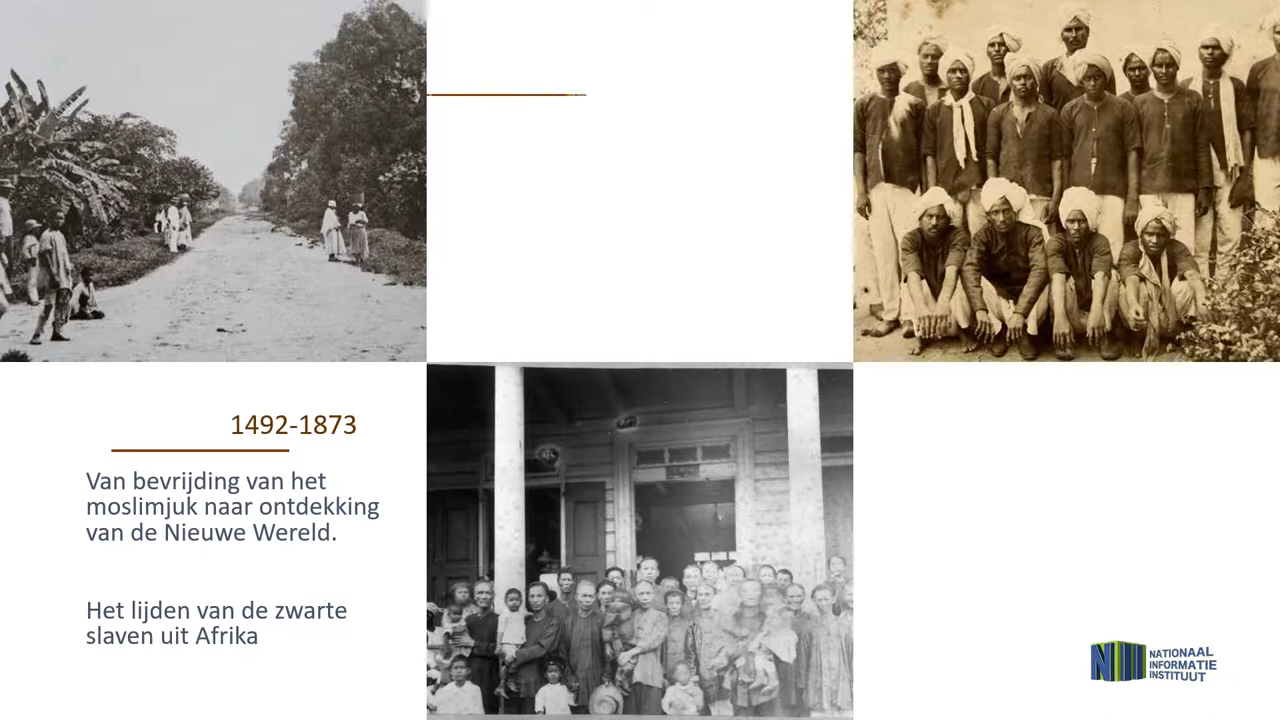 1492-1873
Van bevrijding van het
moslimjuk naar ontdekking
van de Nieuwe Wereld.
Het lijden van de zwarte
slaven uit Afrika
NII
NATIONAAL
INFORMATIE
INSTITUUT